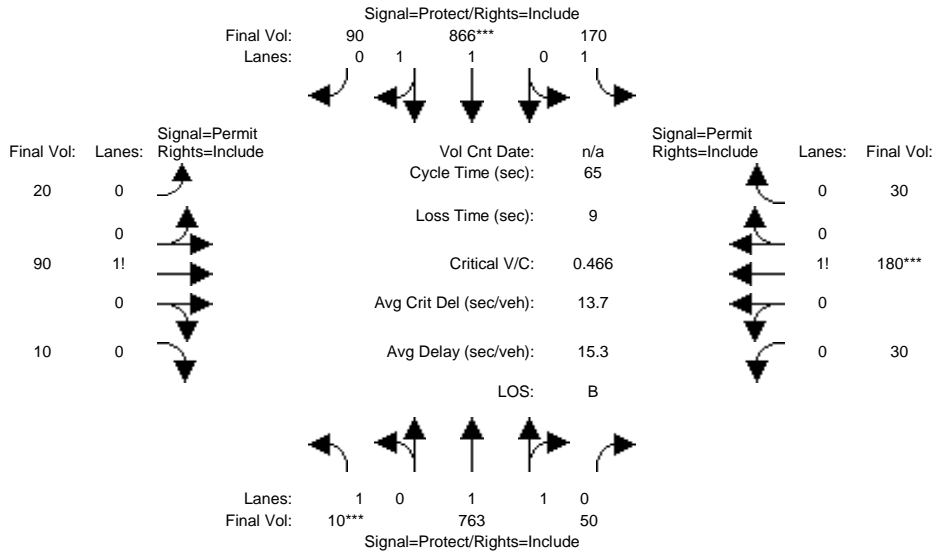 Signal=Protect/Rights=Include
Final Vol: 90 866*** 170
Lanes: 0 1 1 0 1
Signal=Permit
Final Vol: Lanes: Rights=Include
Vol Cnt Date: n/a
Signal=Permit
Rights=Include Lanes: Final Vol:
20 0
Cycle Time (sec): 65
0 30
0
Loss Time (sec): 9
0
90 1!
Critical V/C: 0.466
1! 180***
0
Avg Crit Del (sec/veh): 13.7
0
10 0
Avg Delay (sec/veh): 15.3
0 30
LOS: B
Lanes: 1 0 1 1 0
Final Vol: 10*** 763 50
Signal=Protect/Rights=Include